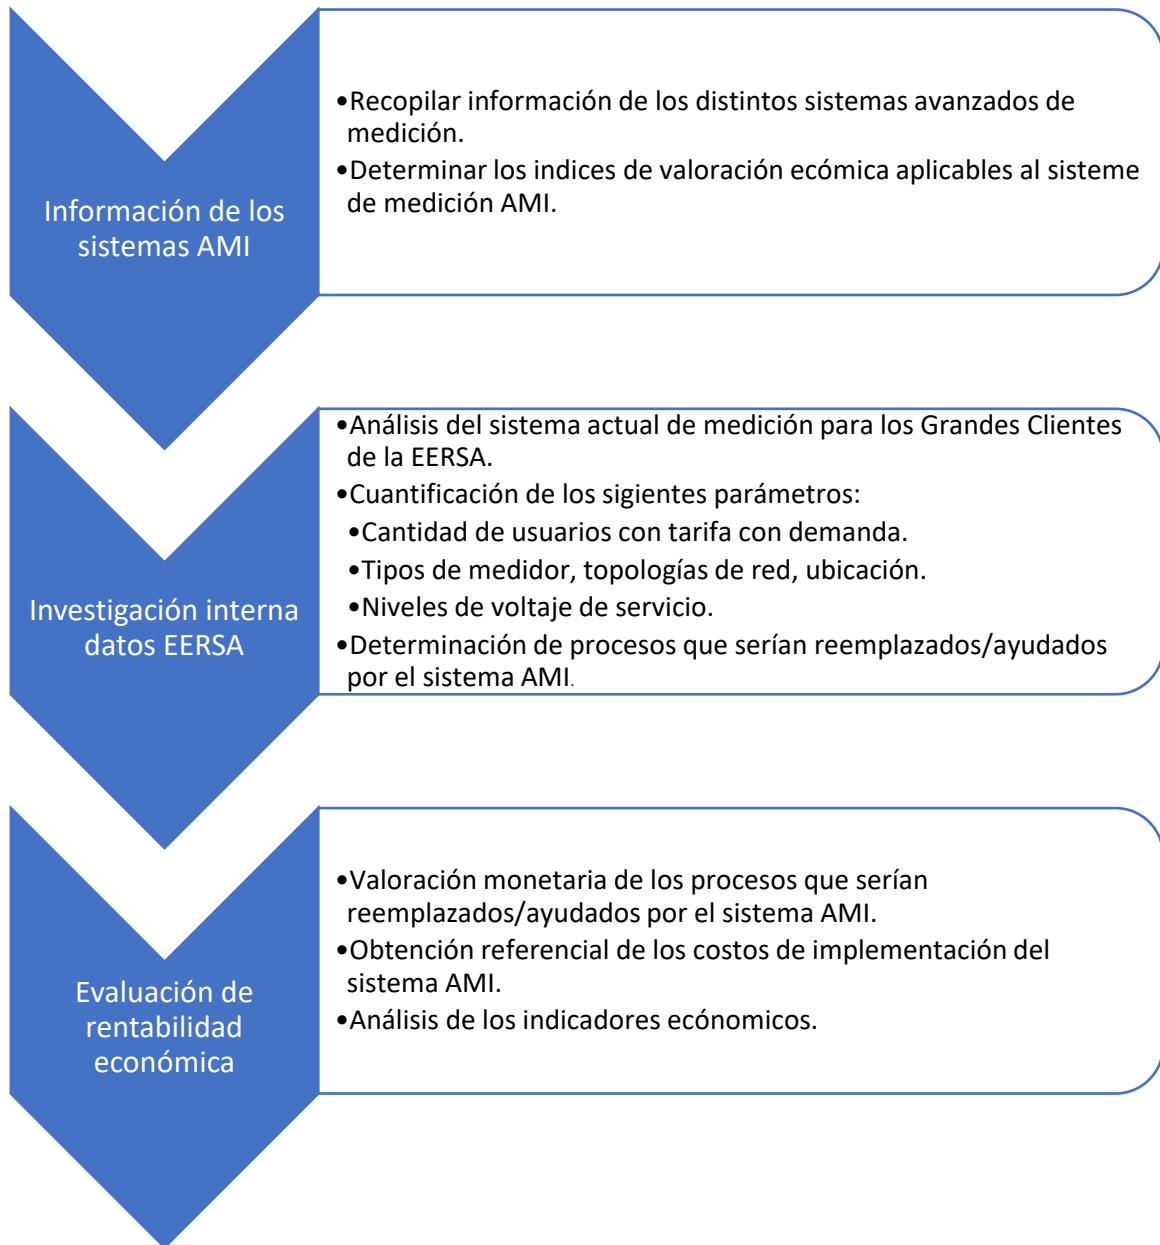 Información de los
sistemas AMI
•Recopilar información de los distintos sistemas avanzados de
medición.
•Determinar los indices de valoración ecómica aplicables al sisteme
de medición AMI.
Investigación interna
datos EERSA
•Análisis del sistema actual de medición para los Grandes Clientes
de la EERSA.
•Cuantificación de los sigientes parámetros:
•Cantidad de usuarios con tarifa con demanda.
•Tipos de medidor, topologías de red, ubicación.
•Niveles de voltaje de servicio.
•Determinación de procesos que serían reemplazados/ayudados
por el sistema AMI.
Evaluación de
rentabilidad
económica
•Valoración monetaria de los procesos que serían
reemplazados/ayudados por el sistema AMI.
•Obtención referencial de los costos de implementación del
sistema AMI.
•Análisis de los indicadores ecónomicos.